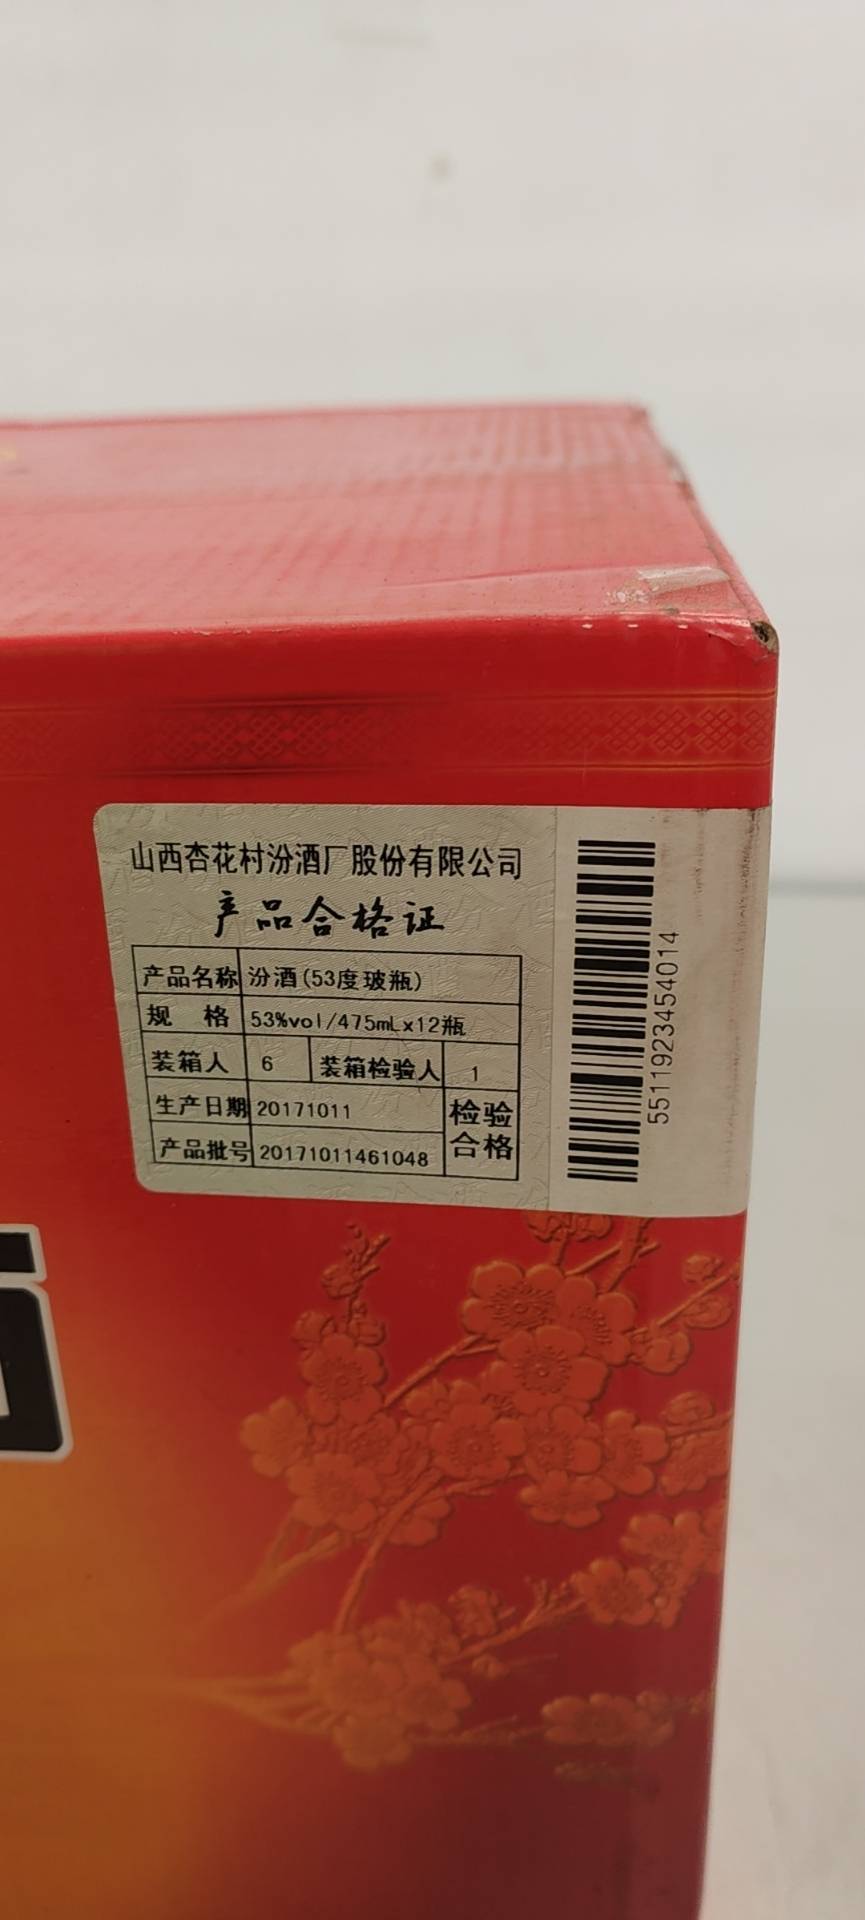 山西杏花村汾酒厂股份有限公司
产品合格证
产品名称 汾酒(53度玻瓶)
规 格 53%vol/475mL×12瓶
装箱人 6 装箱检验人 1
生产日期 20171011 检验
产品批号 20171011461048 合格
5511923454014